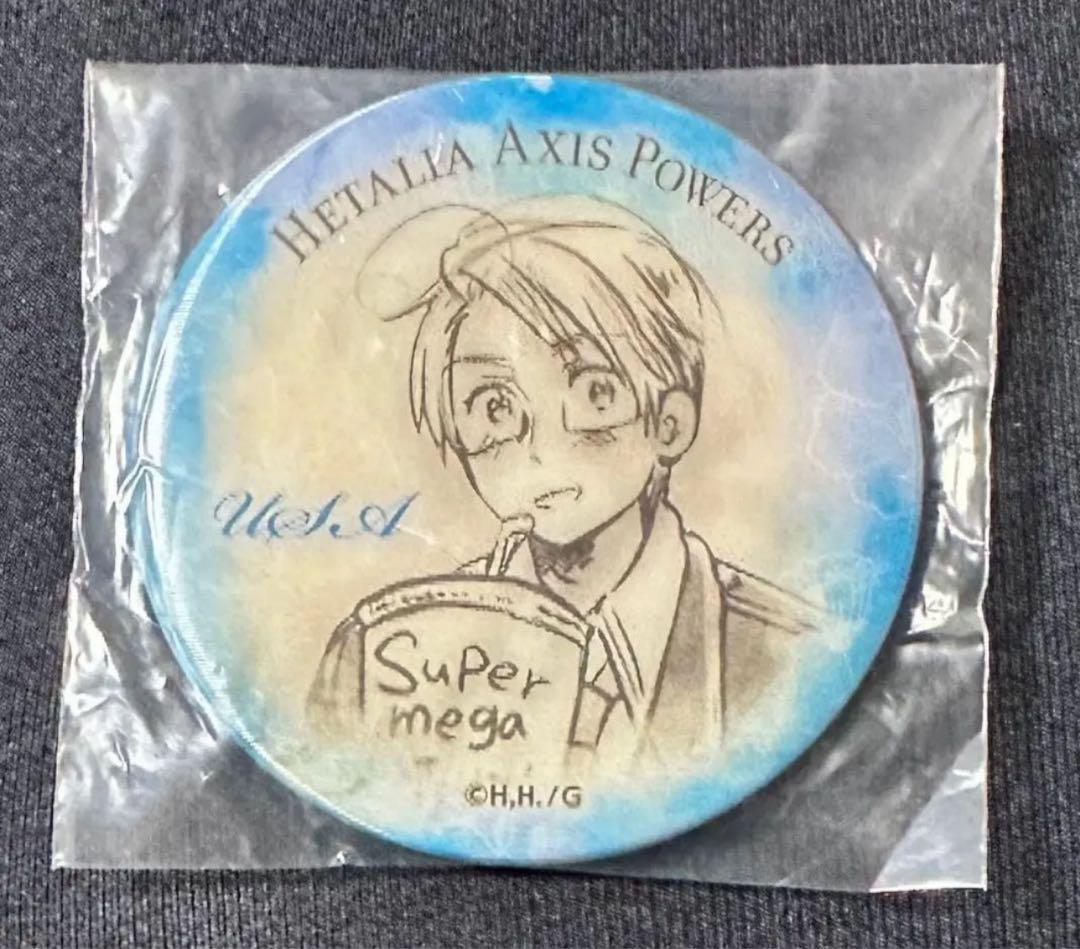 HETALIA AXIS POWERS
USA
Super
mega
©H,H./G